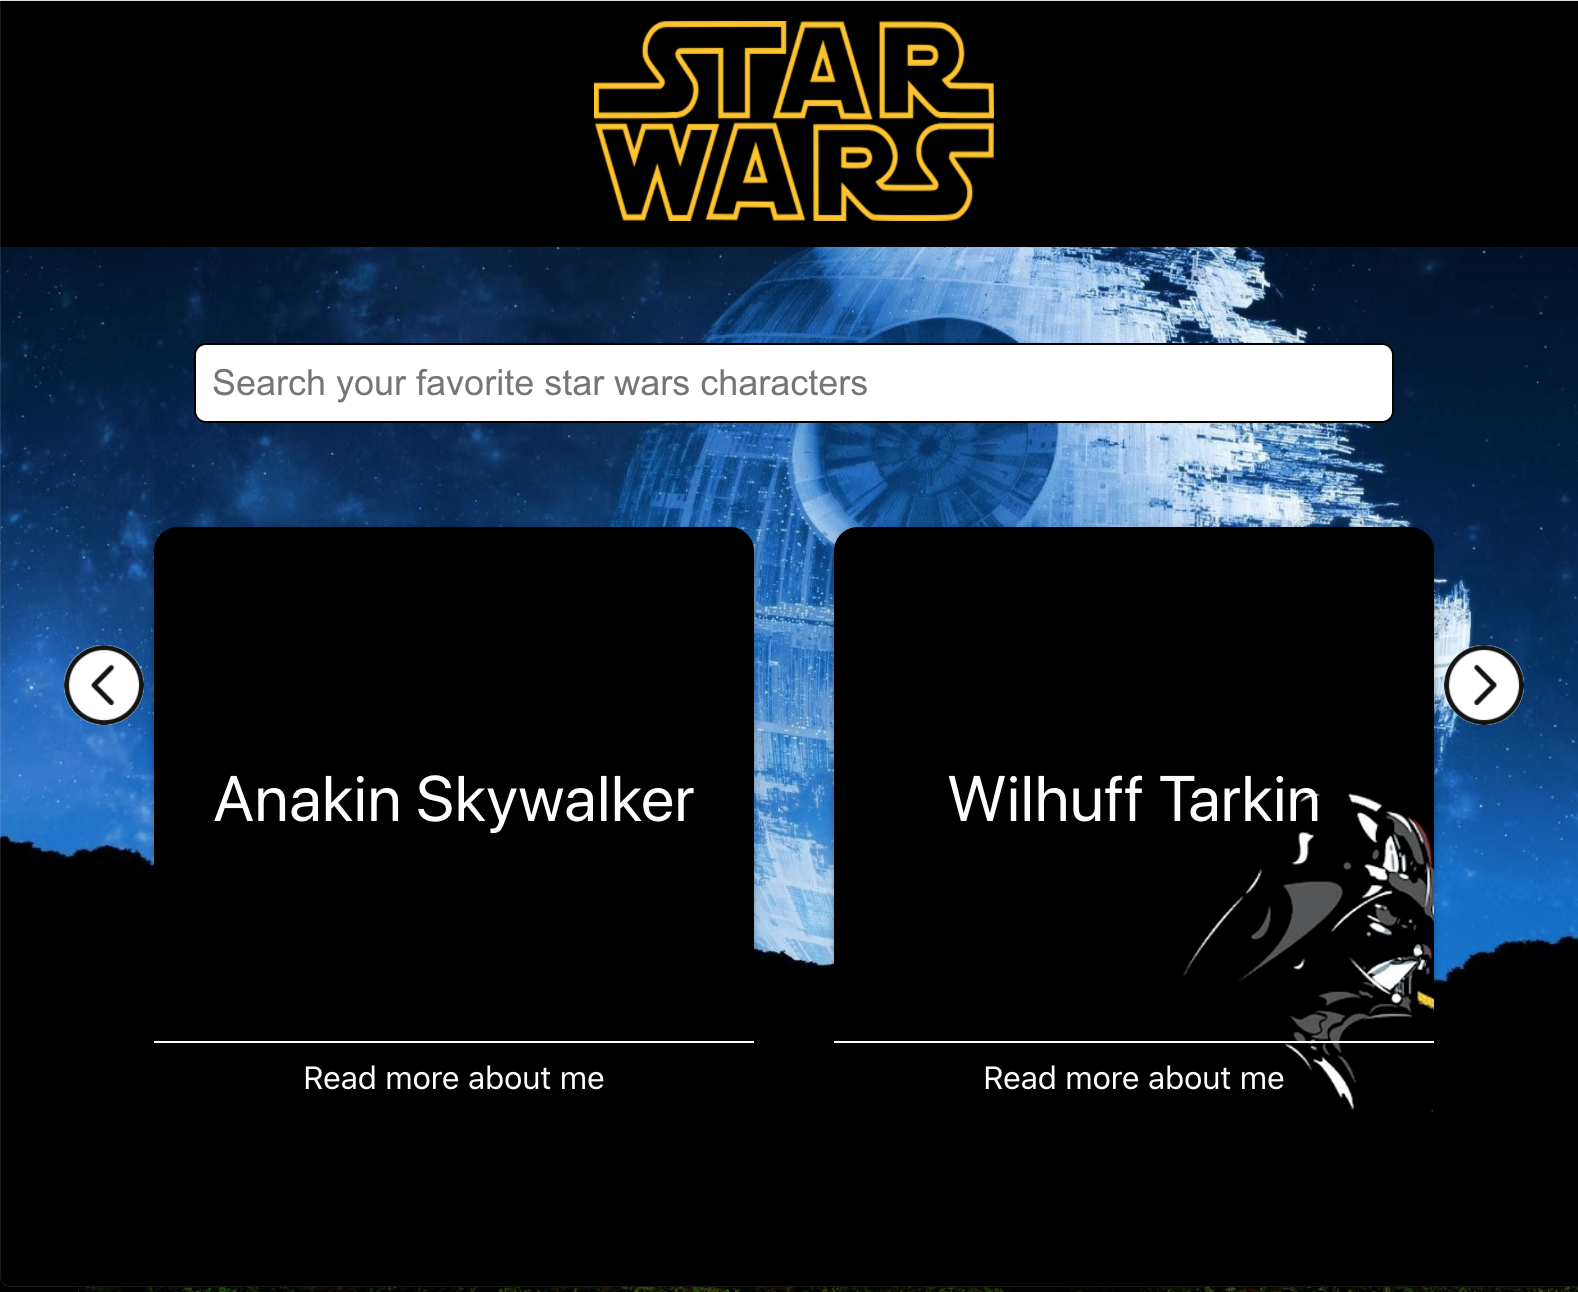 STAR
WARS
Search your favorite star wars characters
Anakin Skywalker
Wilhuff Tarkin
Read more about me
Read more about me